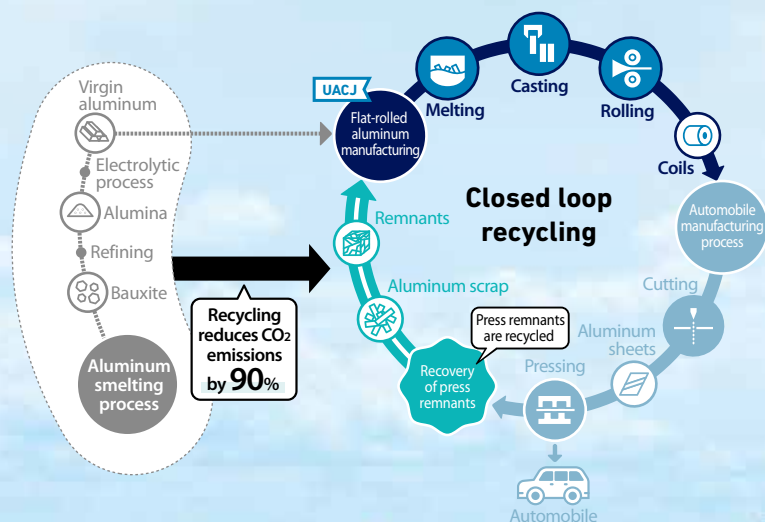 Virgin
aluminum
Electrolytic
process
Alumina
Refining
Bauxite
Aluminum
smelting
process
Recycling
reduces CO2
emissions
by 90%
UACJ
Flat-rolled
aluminum
manufacturing
Melting
Casting
Rolling
Coils
Closed loop
recycling
Automobile
manufacturing
process
Cutting
Aluminum
sheets
Pressing
Automobile
Press remnants
are recycled
Recovery
of press
remnants
Aluminum scrap
Remnants